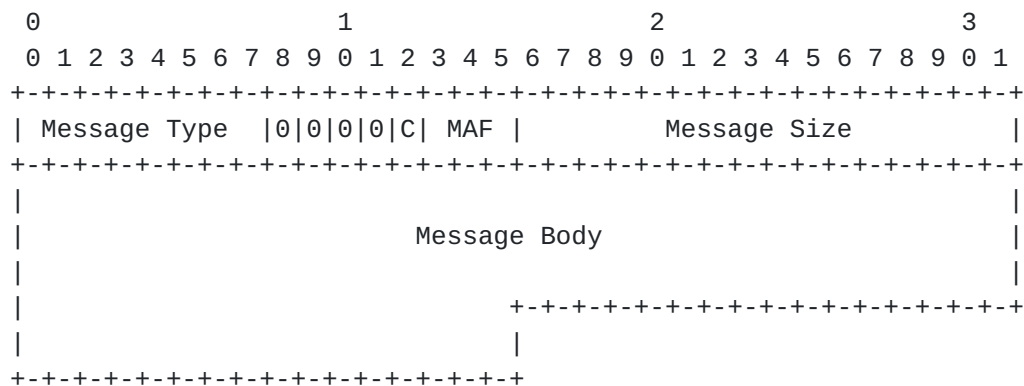 0                   1                   2                   3
 0 1 2 3 4 5 6 7 8 9 0 1 2 3 4 5 6 7 8 9 0 1 2 3 4 5 6 7 8 9 0 1
+-+-+-+-+-+-+-+-+-+-+-+-+-+-+-+-+-+-+-+-+-+-+-+-+-+-+-+-+-+-+-+-+
| Message Type  |0|0|0|0|C| MAF |         Message Size          |
+-+-+-+-+-+-+-+-+-+-+-+-+-+-+-+-+-+-+-+-+-+-+-+-+-+-+-+-+-+-+-+-+
|                                                               |
|                         Message Body                          |
|                                                               |
|                               +-+-+-+-+-+-+-+-+-+-+-+-+-+-+-+-+
|                               |
+-+-+-+-+-+-+-+-+-+-+-+-+-+-+-+-+